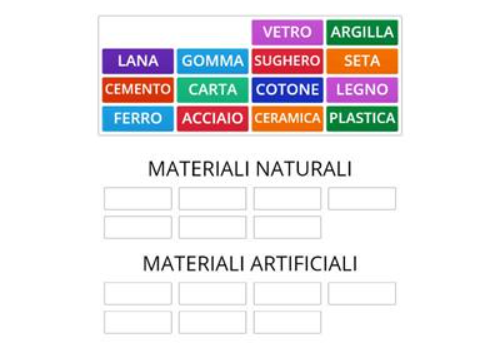 VETRO ARGILLA
LANA GOMMA SUGHERO SETA
CEMENTO CARTA COTONE LEGNO
FERRO ACCIAIO CERAMICA PLASTICA
MATERIALI NATURALI
MATERIALI ARTIFICIALI